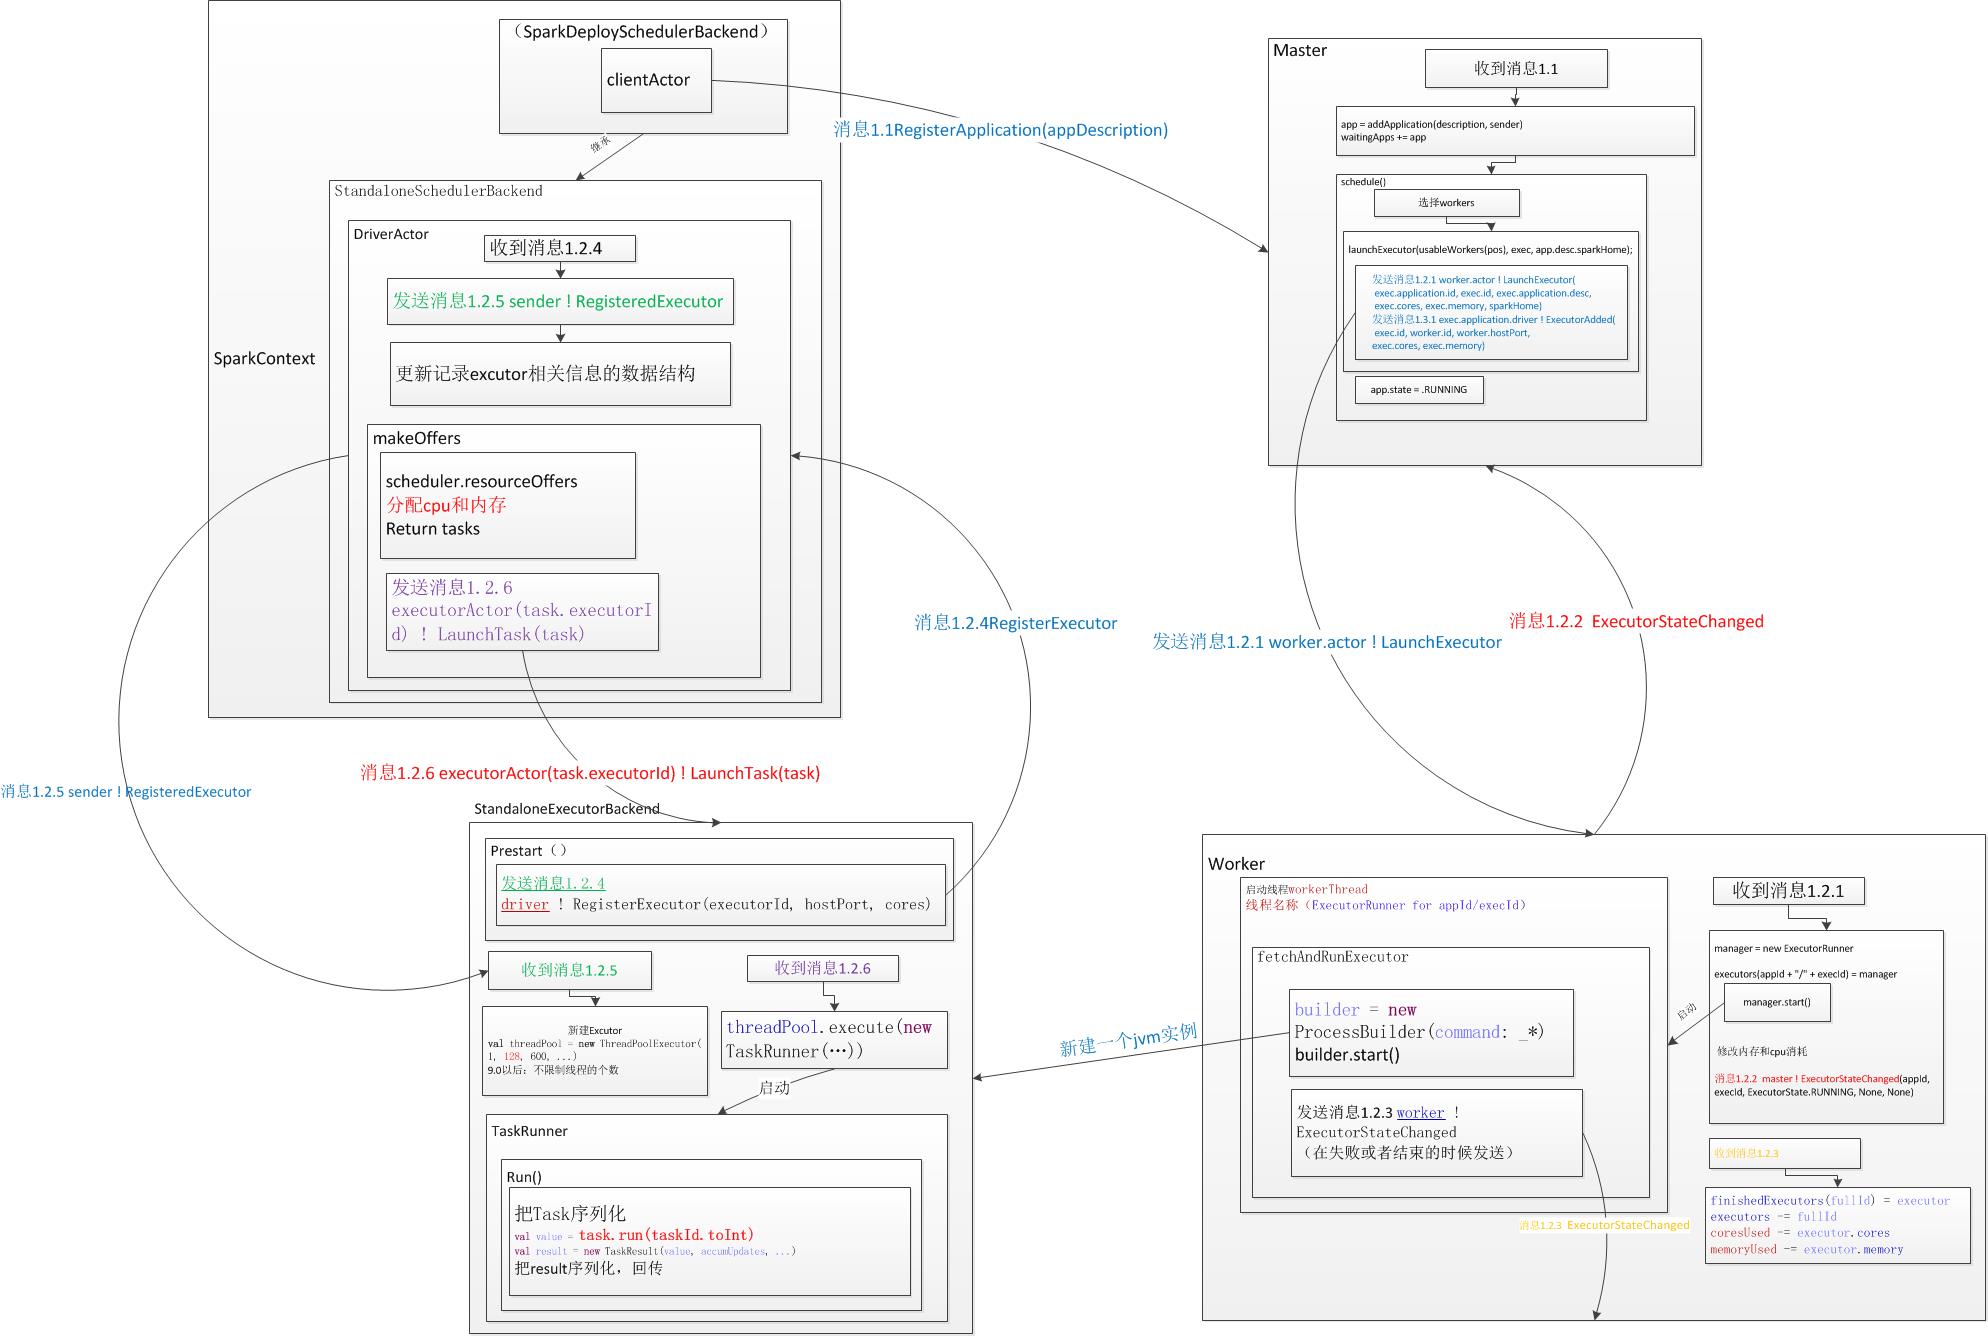 （SparkDeploySchedulerBackend）
clientActor
继承
StandaloneSchedulerBackend
DriverActor
收到消息1.2.4
发送消息1.2.5 sender ! RegisteredExecutor
更新记录excutor相关信息的数据结构
SparkContext
makeOffers
scheduler.resourceOffers
分配cpu和内存
Return tasks
发送消息1.2.6
executorActor(task.executorI
d) ! LaunchTask(task)
消息1.1RegisterApplication(appDescription)
Master
收到消息1.1
app = addApplication(description, sender)
waitingApps += app
schedule()
选择workers
launchExecutor(usableWorkers(pos), exec, app.desc.sparkHome);
发送消息1.2.1 worker.actor ! LaunchExecutor(
exec.application.id, exec.id, exec.application.desc,
exec.cores, exec.memory, sparkHome)
发送消息1.3.1 exec.application.driver ! ExecutorAdded(
exec.id, worker.id, worker.hostPort,
exec.cores, exec.memory)
app.state = .RUNNING
消息1.2.4RegisterExecutor
发送消息1.2.1 worker.actor ! LaunchExecutor
消息1.2.2 ExecutorStateChanged
消息1.2.5 sender ! RegisteredExecutor
消息1.2.6 executorActor(task.executorId) ! LaunchTask(task)
StandaloneExecutorBackend
Prestart（）
发送消息1.2.4
driver ! RegisterExecutor(executorId, hostPort, cores)
收到消息1.2.5
新建Excutor
val threadPool = new ThreadPoolExecutor(
1, 128, 600, ...)
9.0以后：不限制线程的个数
收到消息1.2.6
threadPool.execute(new
TaskRunner(…))
启动
TaskRunner
Run()
把Task序列化
val value = task.run(taskId.toInt)
val result = new TaskResult(value, accumUpdates, ...)
把result序列化，回传
新建一个jvm实例
Worker
启动线程workerThread
线程名称（ExecutorRunner for appId/execId）
fetchAndRunExecutor
builder = new
ProcessBuilder(command: _*)
builder.start()
发送消息1.2.3 worker !
ExecutorStateChanged
（在失败或者结束的时候发送）
消息1.2.3 ExecutorStateChanged
收到消息1.2.1
manager = new ExecutorRunner
executors(appId + "/" + execId) = manager
manager.start()
启动
修改内存和cpu消耗
消息1.2.2 master ! ExecutorStateChanged(appId,
execId, ExecutorState.RUNNING, None, None)
收到消息1.2.3
finishedExecutors(fullId) = executor
executors -= fullId
coresUsed -= executor.cores
memoryUsed -= executor.memory